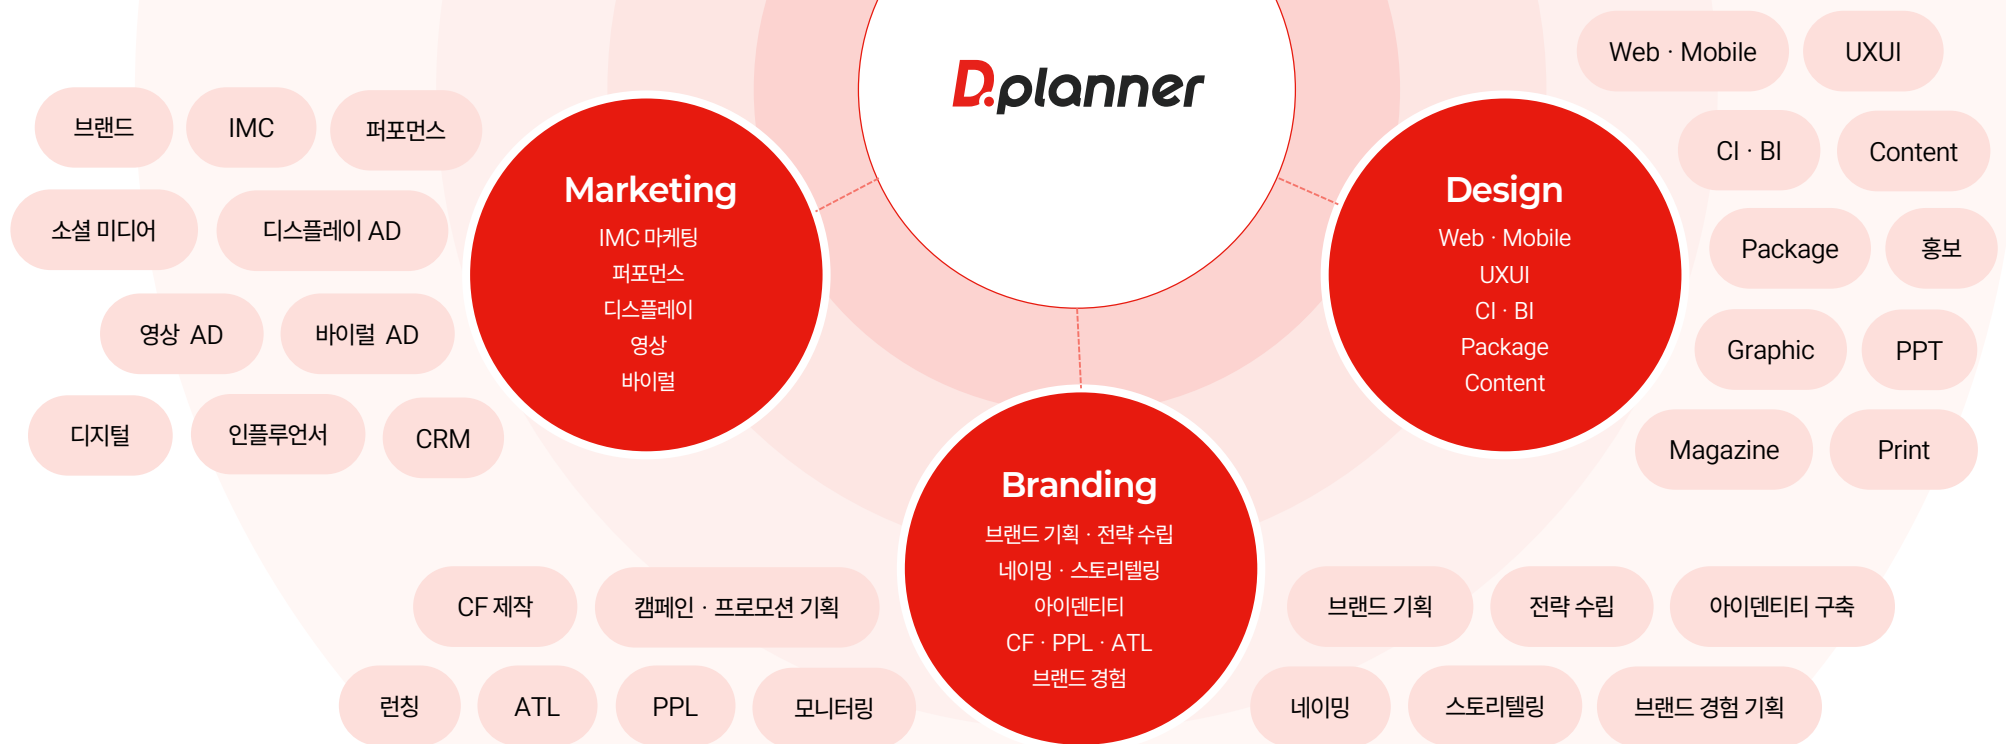 D.planner
브랜드
IMC
퍼포먼스
소셜 미디어
디스플레이 AD
영상 AD
바이럴 AD
디지털
인플루언서
CRM
Marketing
IMC 마케팅
퍼포먼스
디스플레이
영상
바이럴
Design
Web · Mobile
UXUI
CI · BI
Package
Content
Web · Mobile
UXUI
CI · BI
Content
Package
홍보
Graphic
PPT
Magazine
Print
Branding
브랜드 기획 · 전략 수립
네이밍 · 스토리텔링
아이덴티티
CF · PPL · ATL
브랜드 경험
CF 제작
캠페인 · 프로모션 기획
런칭
ATL
PPL
모니터링
브랜드 기획
전략 수립
아이덴티티 구축
네이밍
스토리텔링
브랜드 경험 기획